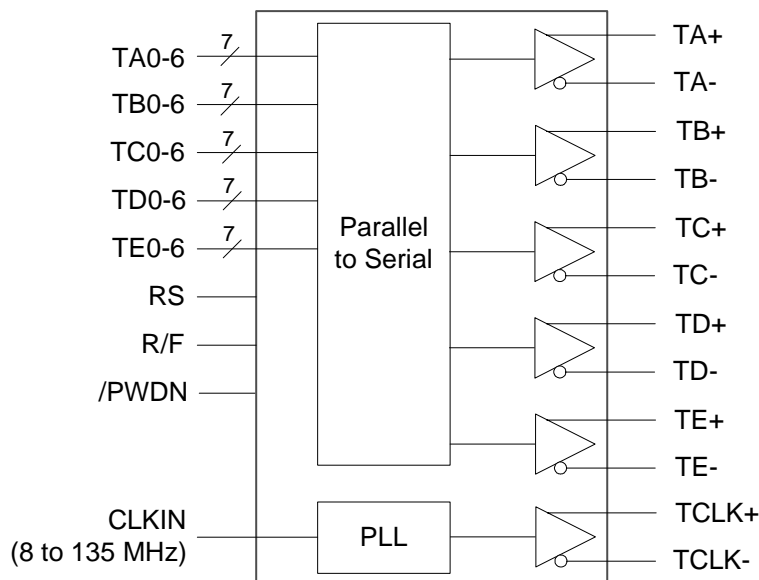 7
TA0-6
7
TB0-6
7
TC0-6
7
TD0-6
7
TE0-6
RS
R/F
/PWDN
CLKIN
(8 to 135 MHz)
Parallel
to Serial
PLL
TA+
TA-
TB+
TB-
TC+
TC-
TD+
TD-
TE+
TE-
TCLK+
TCLK-